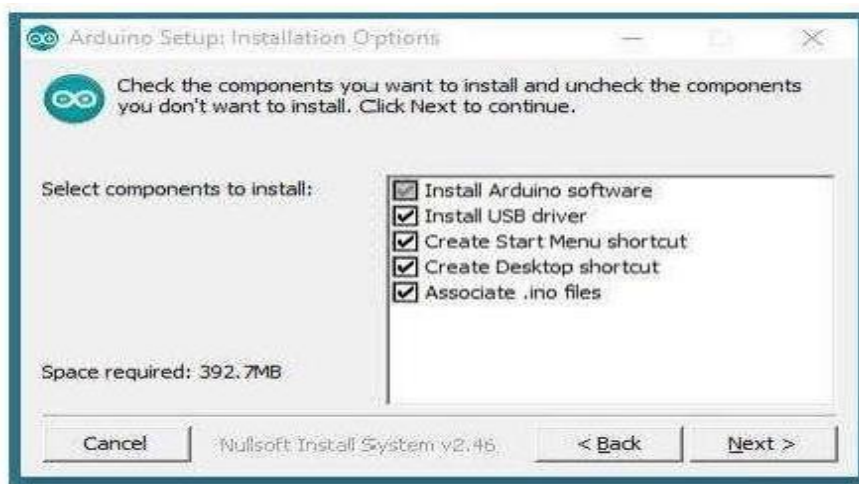 Arduino Setup: Installation Options
Check the components you want to install and uncheck the components
you don't want to install. Click Next to continue.
Select components to install:
Install Arduino software
Install USB driver
Create Start Menu shortcut
Create Desktop shortcut
Associate .ino files
Space required: 392.7MB
Cancel
Nullsoft Install System v2.46
< Back
Next >